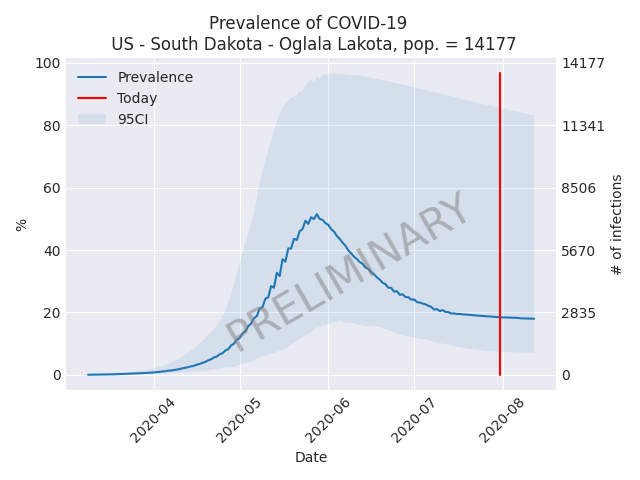 Prevalence of COVID-19
US - South Dakota - Oglala Lakota, pop. = 14177
100
80
60
40
20
0
%
14177
11341
8506
5670
2835
0
# of infections
Prevalence
Today
95CI
PRELIMINARY
2020-04
2020-05
2020-06
2020-07
2020-08
Date